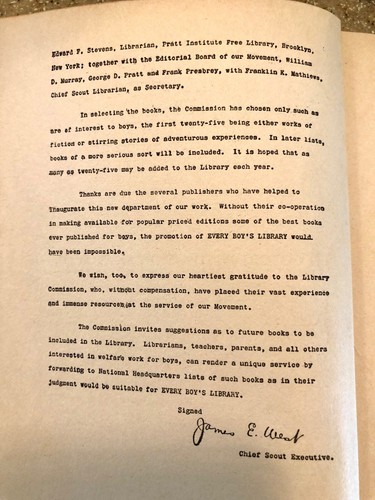 Edward F. Stevens, Librarian, Pratt Institute Free Library, Brooklyn,
New York; together with the Editorial Board of our Movement, William
D. Murray, George D. Pratt and Frank Presbrey, with Franklin K. Mathiews,
Chief Scout Librarian, as Secretary.
In selecting the books, the Commission has chosen only such as
are of interest to boys, the first twenty-five being either works of
fiction or stirring stories of adventurous experiences. In later lists,
books of a more serious sort will be included. It is hoped that as
many as twenty-five may be added to the Library each year.
Thanks are due the several publishers who have helped to
inaugurate this new department of our work. Without their co-operation
in making available for popular priced editions some of the best books
ever published for boys, the promotion of EVERY BOY'S LIBRARY would
have been impossible.
We wish, too, to express our heartiest gratitude to the Library
Commission, who, without compensation, have placed their vast experience
and immense resources at the service of our Movement.
The Commission invites suggestions as to future books to be
included in the Library. Librarians, teachers, parents, and all others
interested in welfare work for boys, can render a unique service by
forwarding to National Headquarters lists of such books as in their
judgment would be suitable for EVERY BOY'S LIBRARY.
Signed
James E. West
Chief Scout Executive.